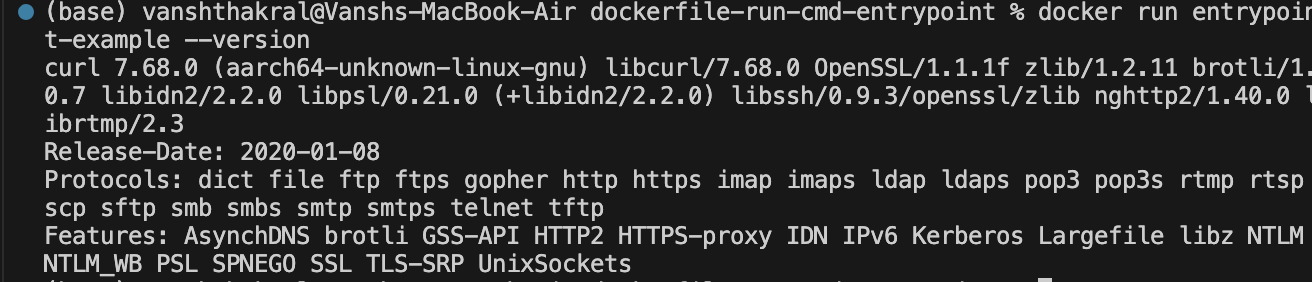 (base) vanshthakral@Vanshs-MacBook-Air dockerfile-run-cmd-entrypoint % docker run entrypoin
t-example --version
curl 7.68.0 (aarch64-unknown-linux-gnu) libcurl/7.68.0 OpenSSL/1.1.1f zlib/1.2.11 brotli/1.
0.7 libidn2/2.2.0 libpsl/0.21.0 (+libidn2/2.2.0) libssh/0.9.3/openssl/zlib nghttp2/1.40.0 l
ibrtmp/2.3
Release-Date: 2020-01-08
Protocols: dict file ftp ftps gopher http https imap imaps ldap ldaps pop3 pop3s rtmp rtsp
scp sftp smb smbs smtp smtps telnet tftp
Features: AsynchDNS brotli GSS-API HTTP2 HTTPS-proxy IDN IPv6 Kerberos Largefile libz NTLM
NTLM_WB PSL SPNEGO SSL TLS-SRP UnixSockets